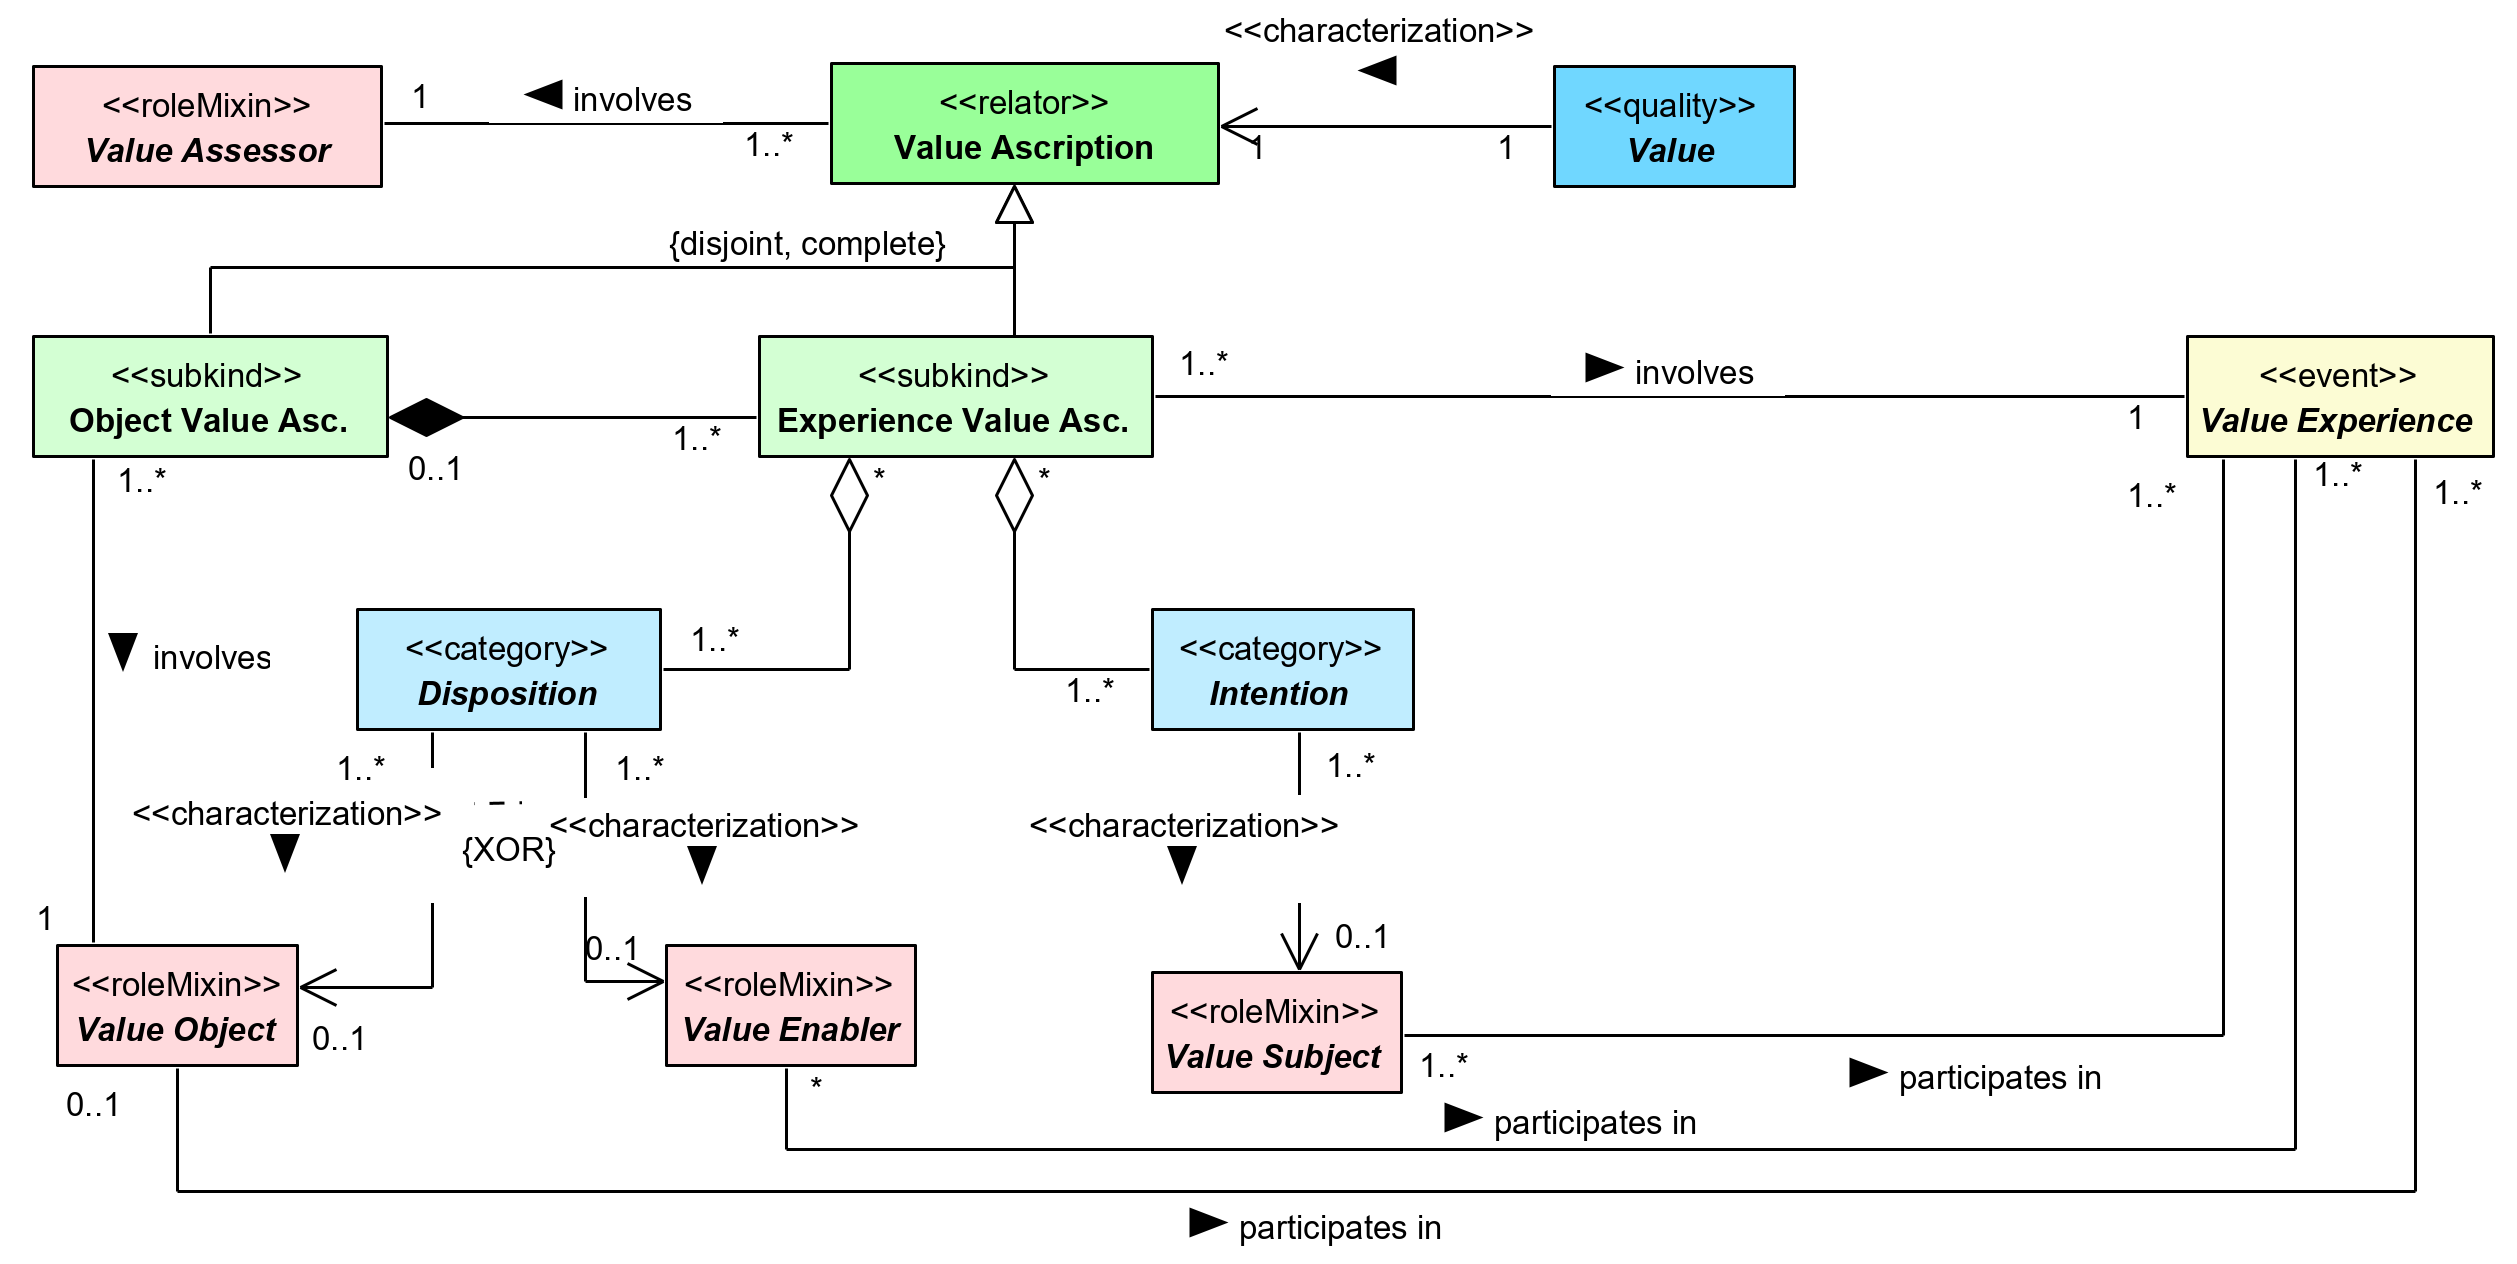 <<characterization>>
<<roleMixin>>
Value Assessor
1
involves
1..*
<<relator>>
Value Ascription
1
1
<<quality>>
Value
{disjoint, complete}
<<subkind>>
Object Value Asc.
0..1
1..*
<<subkind>>
Experience Value Asc.
1..*
involves
1
<<event>>
Value Experience
1..*
*
*
1..*
1..*
1..*
involves
<<category>>
Disposition
1..*
<<category>>
Intention
1..*
1..*
1..*
1..*
<<characterization>>
{XOR}
<<characterization>>
<<characterization>>
1
0..1
0..1
<<roleMixin>>
Value Object
0..1
<<roleMixin>>
Value Enabler
<<roleMixin>>
Value Subject
1..*
0..1
*
participates in
participates in
participates in